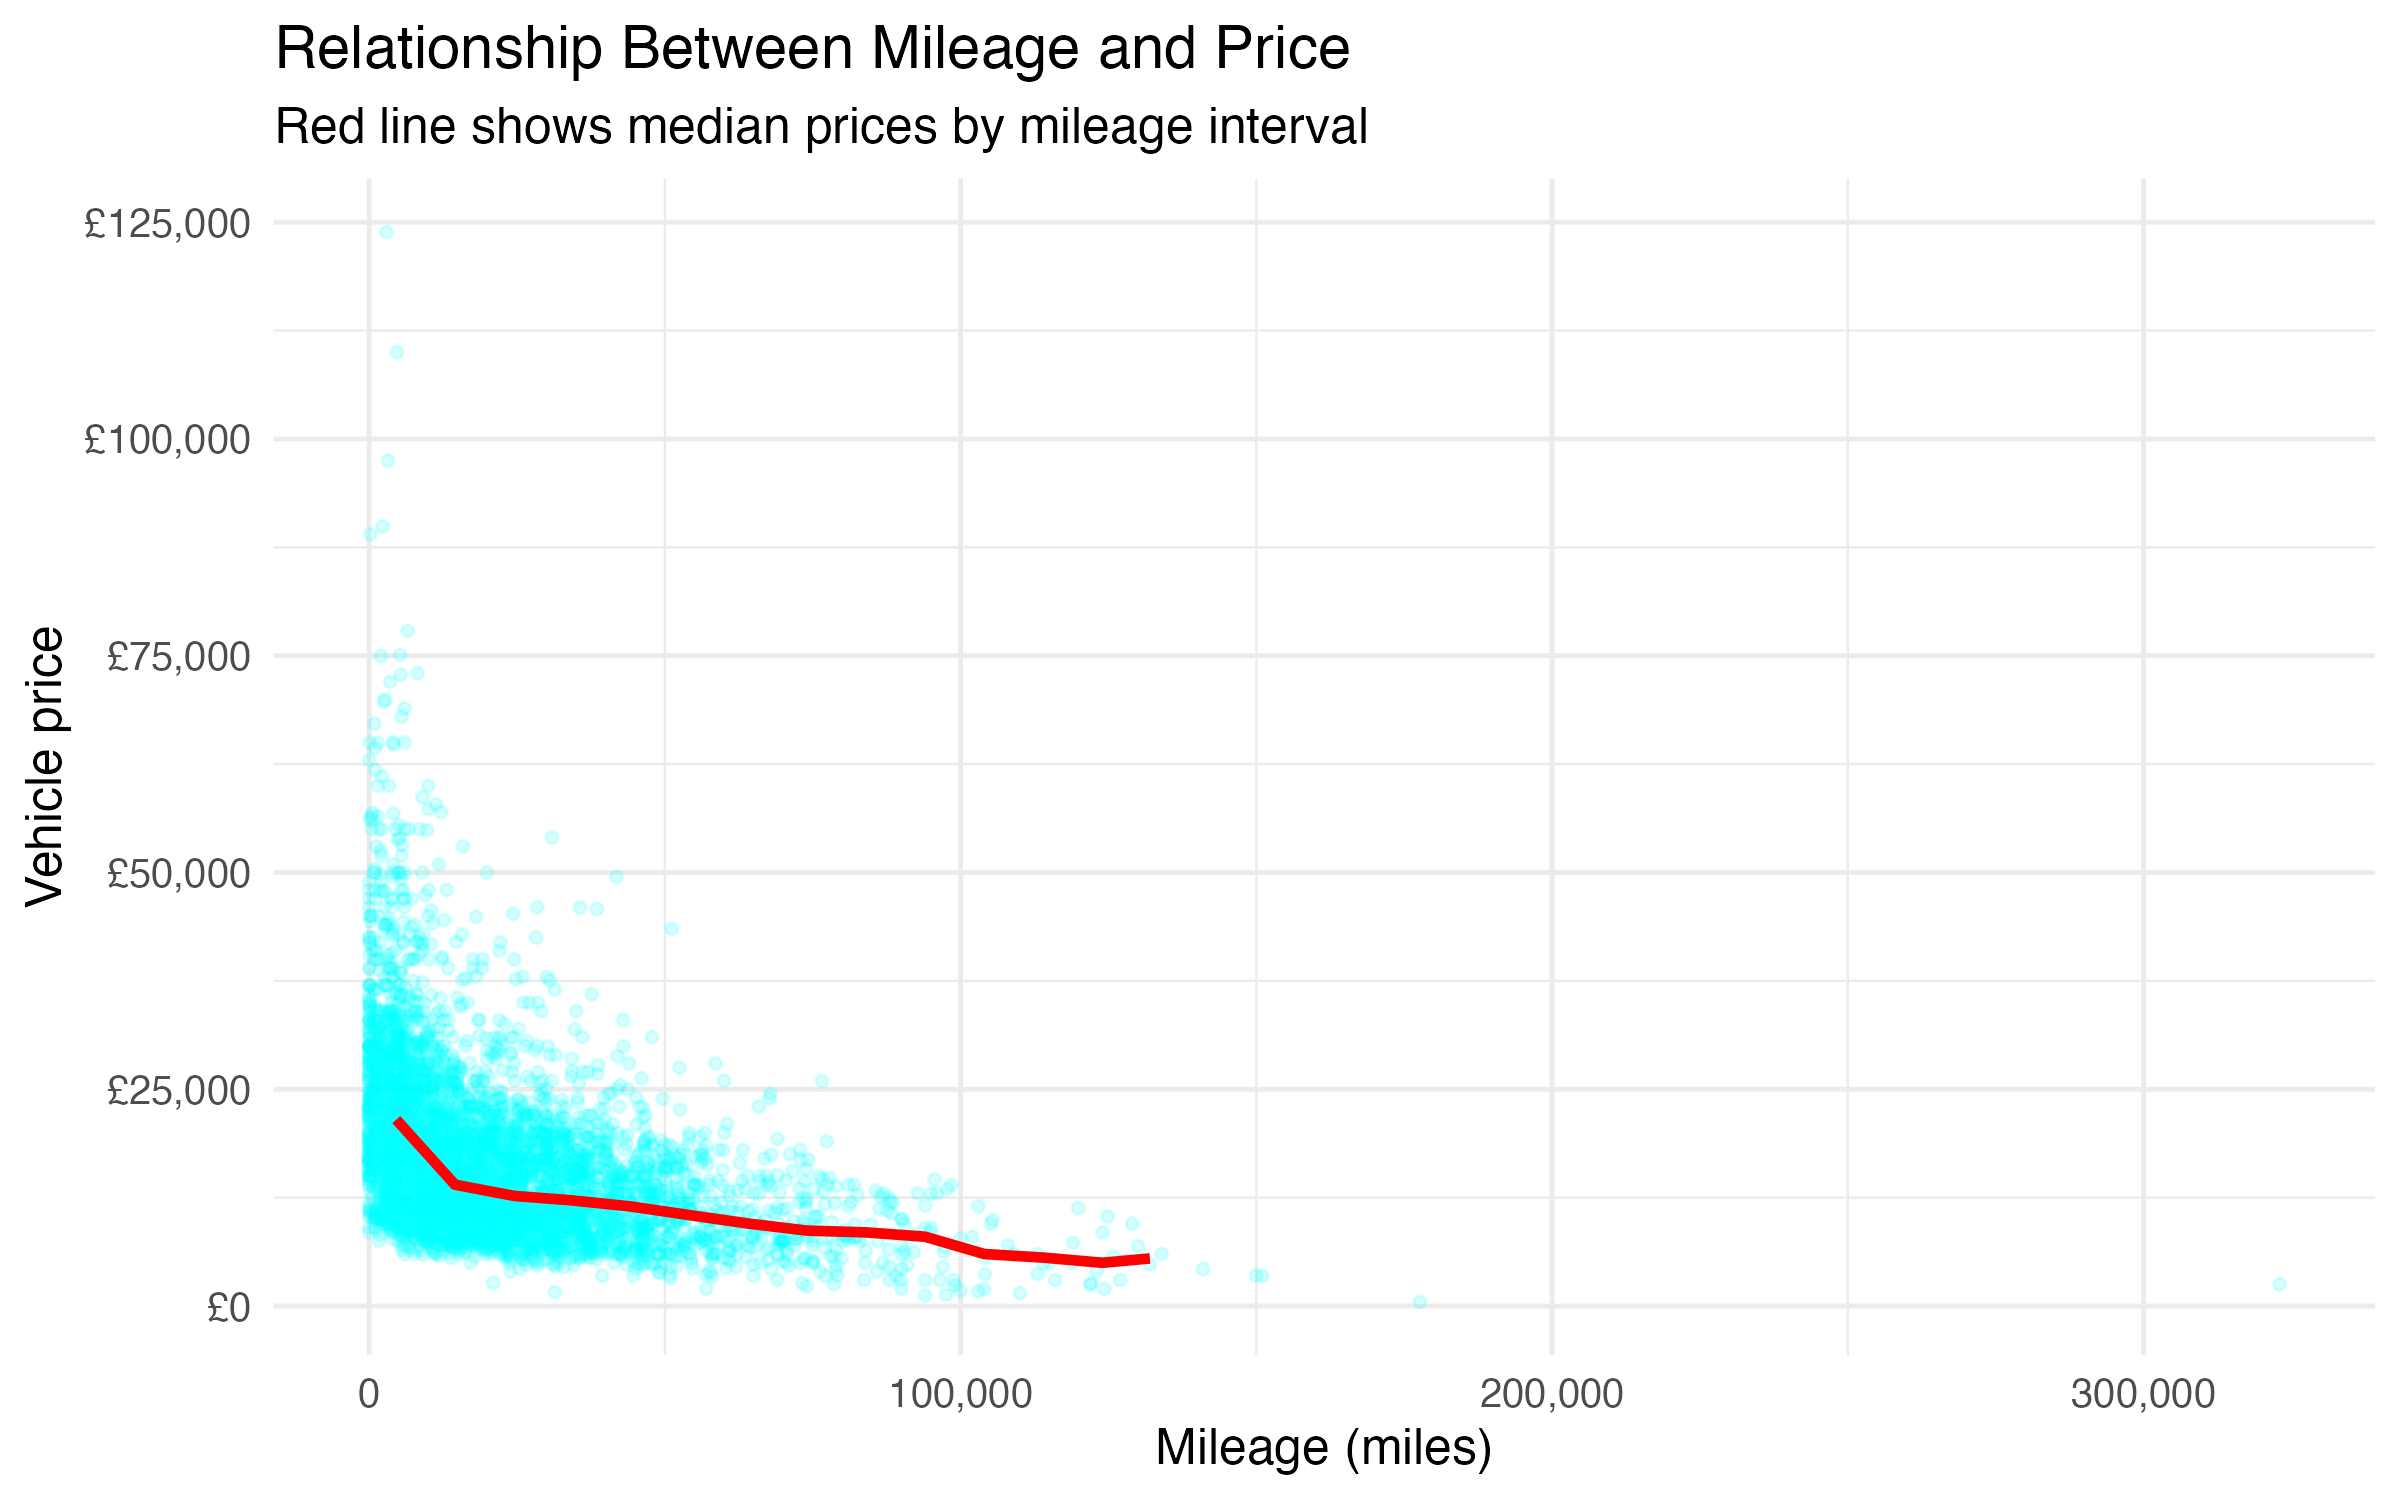 Relationship Between Mileage and Price
Red line shows median prices by mileage interval
£125,000
£100,000
£75,000
£50,000
£25,000
£0
Vehicle price
0
100,000
200,000
300,000
Mileage (miles)